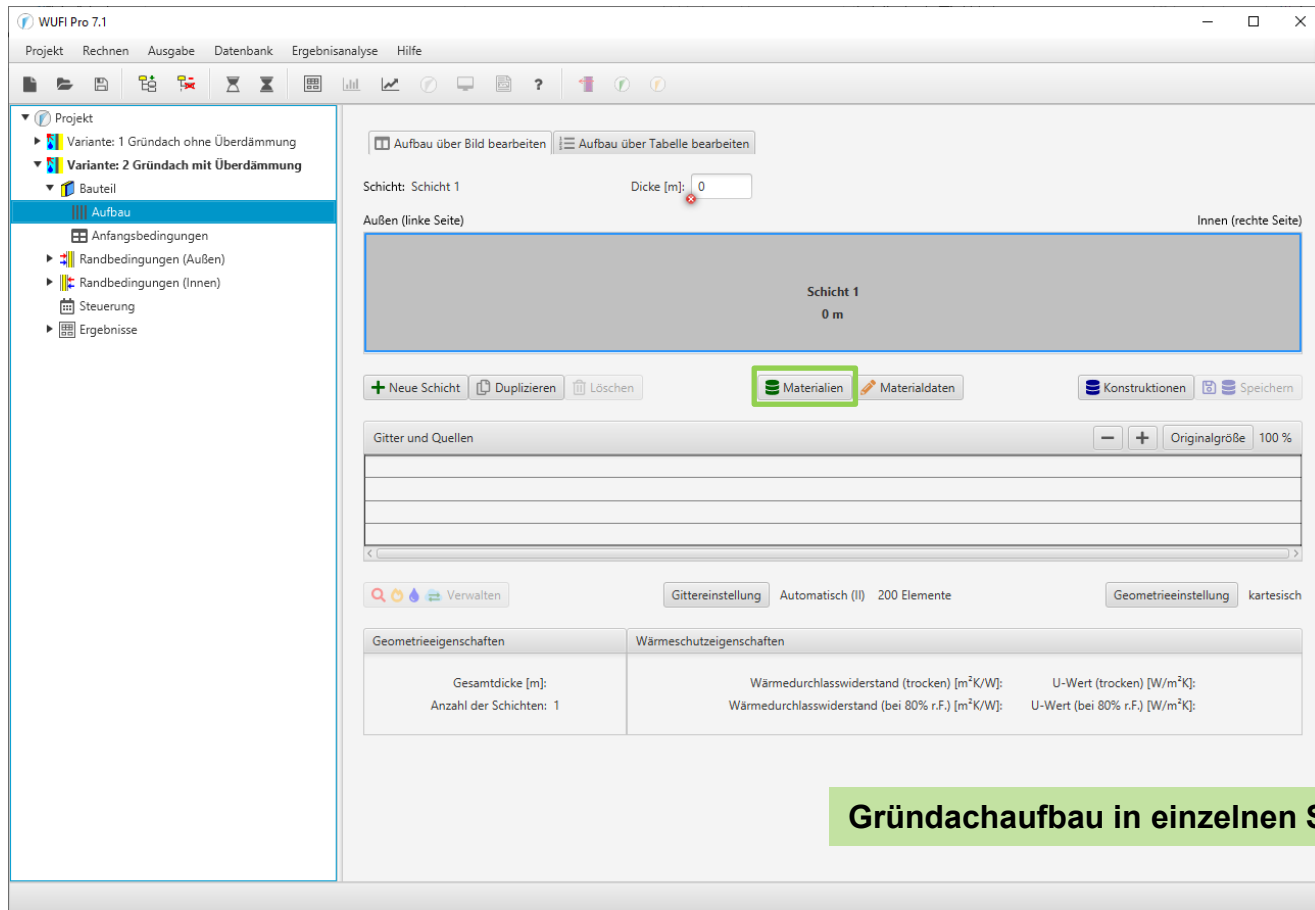 WUFI Pro 7.1
Projekt Rechnen Ausgabe Datenbank Ergebnisanalyse Hilfe
?
Projekt
Variante: 1 Gründach ohne Überdämmung
Variante: 2 Gründach mit Überdämmung
Bauteil
Aufbau
Anfangsbedingungen
Randbedingungen (Außen)
Randbedingungen (Innen)
Steuerung
Ergebnisse
Aufbau über Bild bearbeiten Aufbau über Tabelle bearbeiten
Schicht: Schicht 1 Dicke [m]: 0
Außen (linke Seite) Innen (rechte Seite)
Schicht 1
0 m
Neue Schicht Duplizieren Löschen Materialien Materialdaten Konstruktionen Speichern
Gitter und Quellen Originalgröße 100 %
Verwalten Gittereinstellung Automatisch (II) 200 Elemente Geometrieeinstellung kartesisch
Geometrieeigenschaften Wärmeschutzeigenschaften
Gesamtdicke [m]: Wärmedurchlasswiderstand (trocken) [m²K/W]: U-Wert (trocken) [W/m²K]:
Anzahl der Schichten: 1 Wärmedurchlasswiderstand (bei 80% r.F.) [m²K/W]: U-Wert (bei 80% r.F.) [W/m²K]:
Gründachaufbau in einzelnen